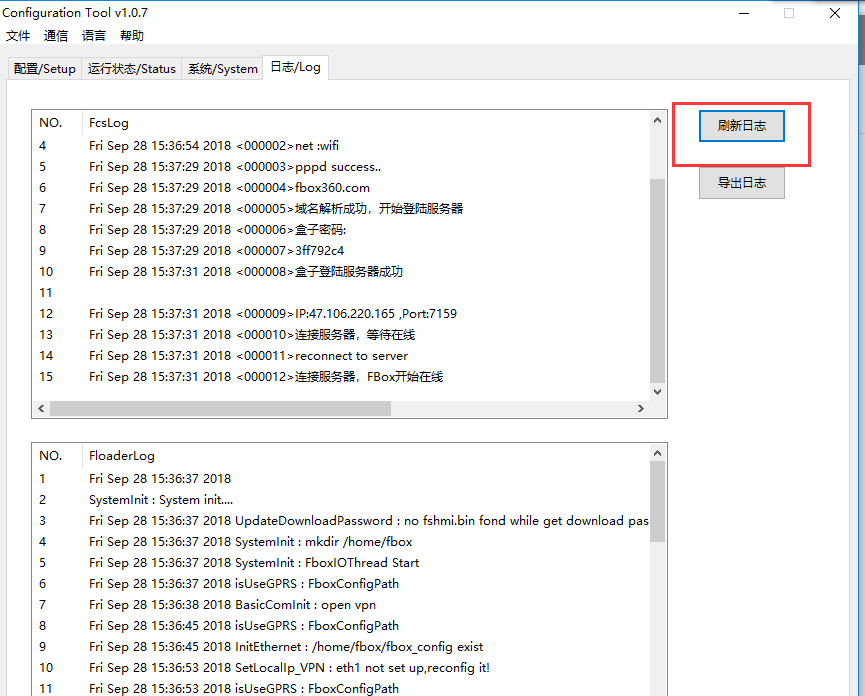 Configuration Tool v1.0.7
文件 通信 语言 帮助
配置/Setup 运行状态/Status 系统/System 日志/Log
NO. FcsLog
4 Fri Sep 28 15:36:54 2018 <000002>net :wifi
5 Fri Sep 28 15:37:29 2018 <000003>pppd success..
6 Fri Sep 28 15:37:29 2018 <000004>fbox360.com
7 Fri Sep 28 15:37:29 2018 <000005>域名解析成功，开始登陆服务器
8 Fri Sep 28 15:37:29 2018 <000006>盒子密码:
9 Fri Sep 28 15:37:29 2018 <000007>3ff792c4
10 Fri Sep 28 15:37:31 2018 <000008>盒子登陆服务器成功
11
12 Fri Sep 28 15:37:31 2018 <000009>IP:47.106.220.165 ,Port:7159
13 Fri Sep 28 15:37:31 2018 <000010>连接服务器，等待在线
14 Fri Sep 28 15:37:31 2018 <000011>reconnect to server
15 Fri Sep 28 15:37:31 2018 <000012>连接服务器，FBox开始在线
刷新日志
导出日志
NO. FloaderLog
1 Fri Sep 28 15:36:37 2018
2 SystemInit : System init....
3 Fri Sep 28 15:36:37 2018 UpdateDownloadPassword : no fshmi.bin fond while get download pas
4 Fri Sep 28 15:36:37 2018 SystemInit : mkdir /home/fbox
5 Fri Sep 28 15:36:37 2018 SystemInit : FboxIOThread Start
6 Fri Sep 28 15:36:37 2018 isUseGPRS : FboxConfigPath
7 Fri Sep 28 15:36:38 2018 BasicComInit : open vpn
8 Fri Sep 28 15:36:45 2018 isUseGPRS : FboxConfigPath
9 Fri Sep 28 15:36:45 2018 InitEthernet : /home/fbox/fbox_config exist
10 Fri Sep 28 15:36:53 2018 SetLocalIp_VPN : eth1 not set up,reconfig it!
11 Fri Sep 28 15:36:53 2018 isUseGPRS : FboxConfigPath